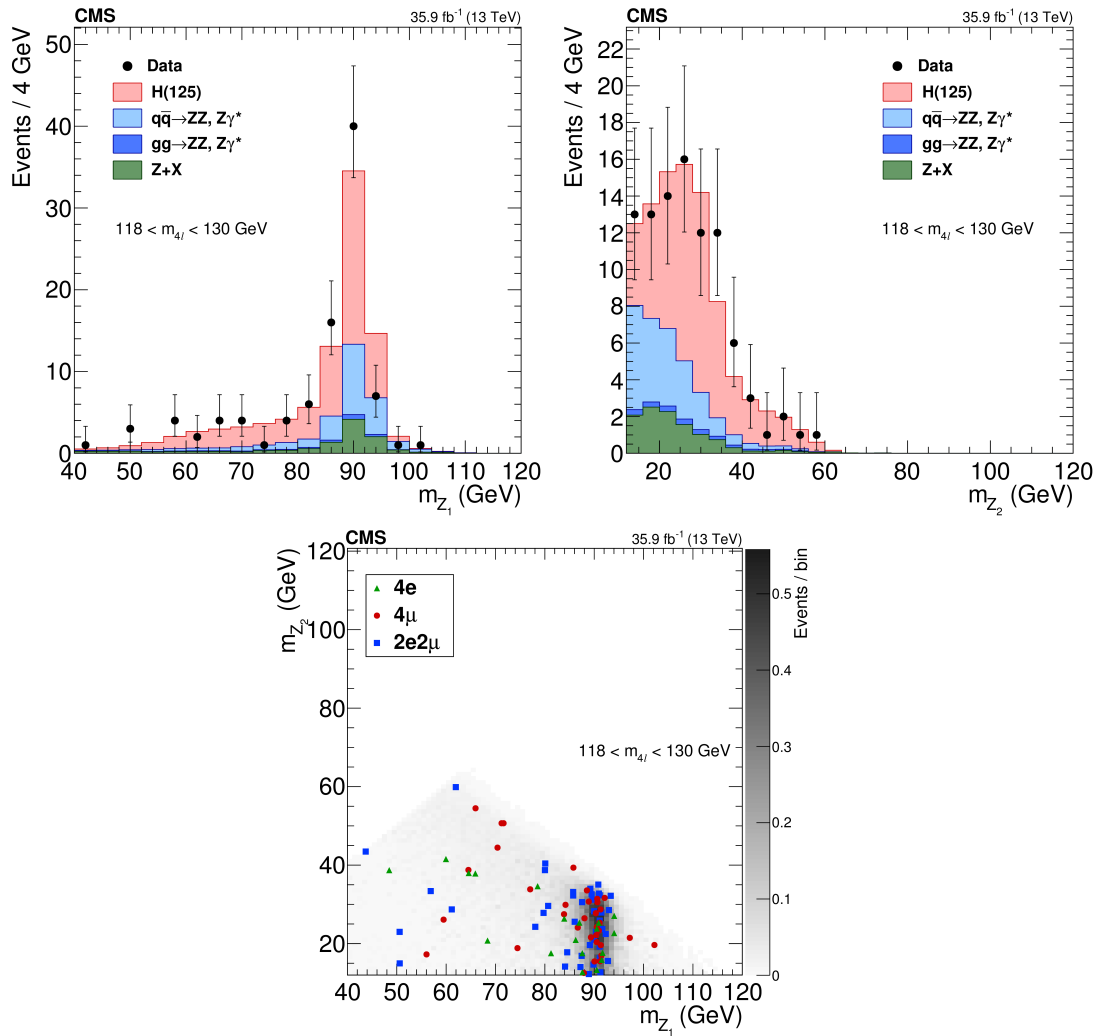 CMS 35.9 fb⁻¹ (13 TeV)
Events / 4 GeV
50
40
30
20
10
0
Data
H(125)
qq̅→ZZ, Zγ*
gg→ZZ, Zγ*
Z+X
118 < m₄ₗ < 130 GeV
40 50 60 70 80 90 100 110 120
m_Z₁ (GeV)
CMS 35.9 fb⁻¹ (13 TeV)
Events / 4 GeV
22
20
18
16
14
12
10
8
6
4
2
0
Data
H(125)
qq̅→ZZ, Zγ*
gg→ZZ, Zγ*
Z+X
118 < m₄ₗ < 130 GeV
20 40 60 80 100 120
m_Z₂ (GeV)
CMS 35.9 fb⁻¹ (13 TeV)
m_Z₂ (GeV)
120
100
80
60
40
20
4e
4μ
2e2μ
118 < m₄ₗ < 130 GeV
40 50 60 70 80 90 100 110 120
m_Z₁ (GeV)
Events / bin
0.5
0.4
0.3
0.2
0.1
0